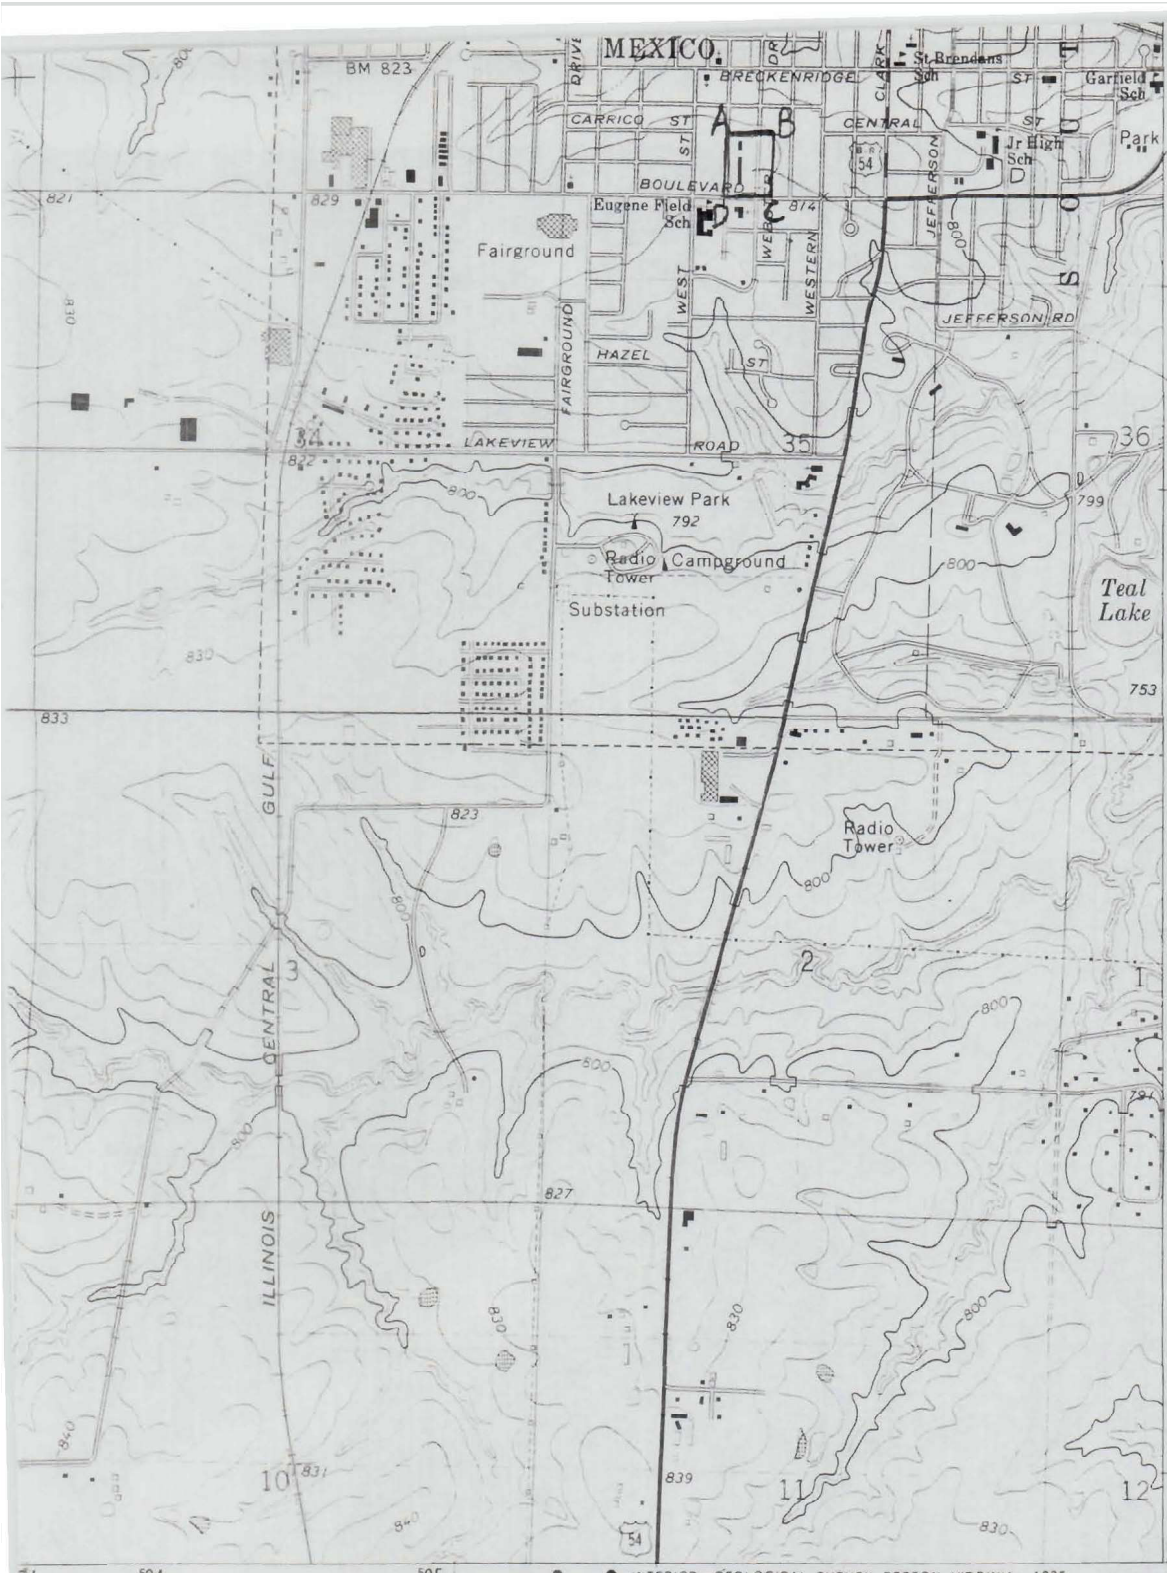 MEXICO
DRIVE
DR
CLARK
St Brendans
Sch
BM 823
BRECKENRIDGE
ST
Garfield
Sch
800
CARRICO ST
A
B
CENTRAL
ST
ST
54
JEFFERSON
Jr High
Sch
Park
821
829
BOULEVARD
Eugene Field
Sch
D
C
814
800
S O U T
Fairground
WEBSTER
WESTERN
WEST
830
FAIRGROUND
JEFFERSON RD
HAZEL
ST
34
LAKEVIEW
ROAD
35
36
822
800
Lakeview Park
792
799
Radio
Tower
Campground
800
Teal
Lake
Substation
830
753
833
GULF
823
Radio
Tower
800
800
3
2
1
CENTRAL
800
800
791
800
827
ILLINOIS
800
830
830
840
10
831
839
11
12
840
54
830